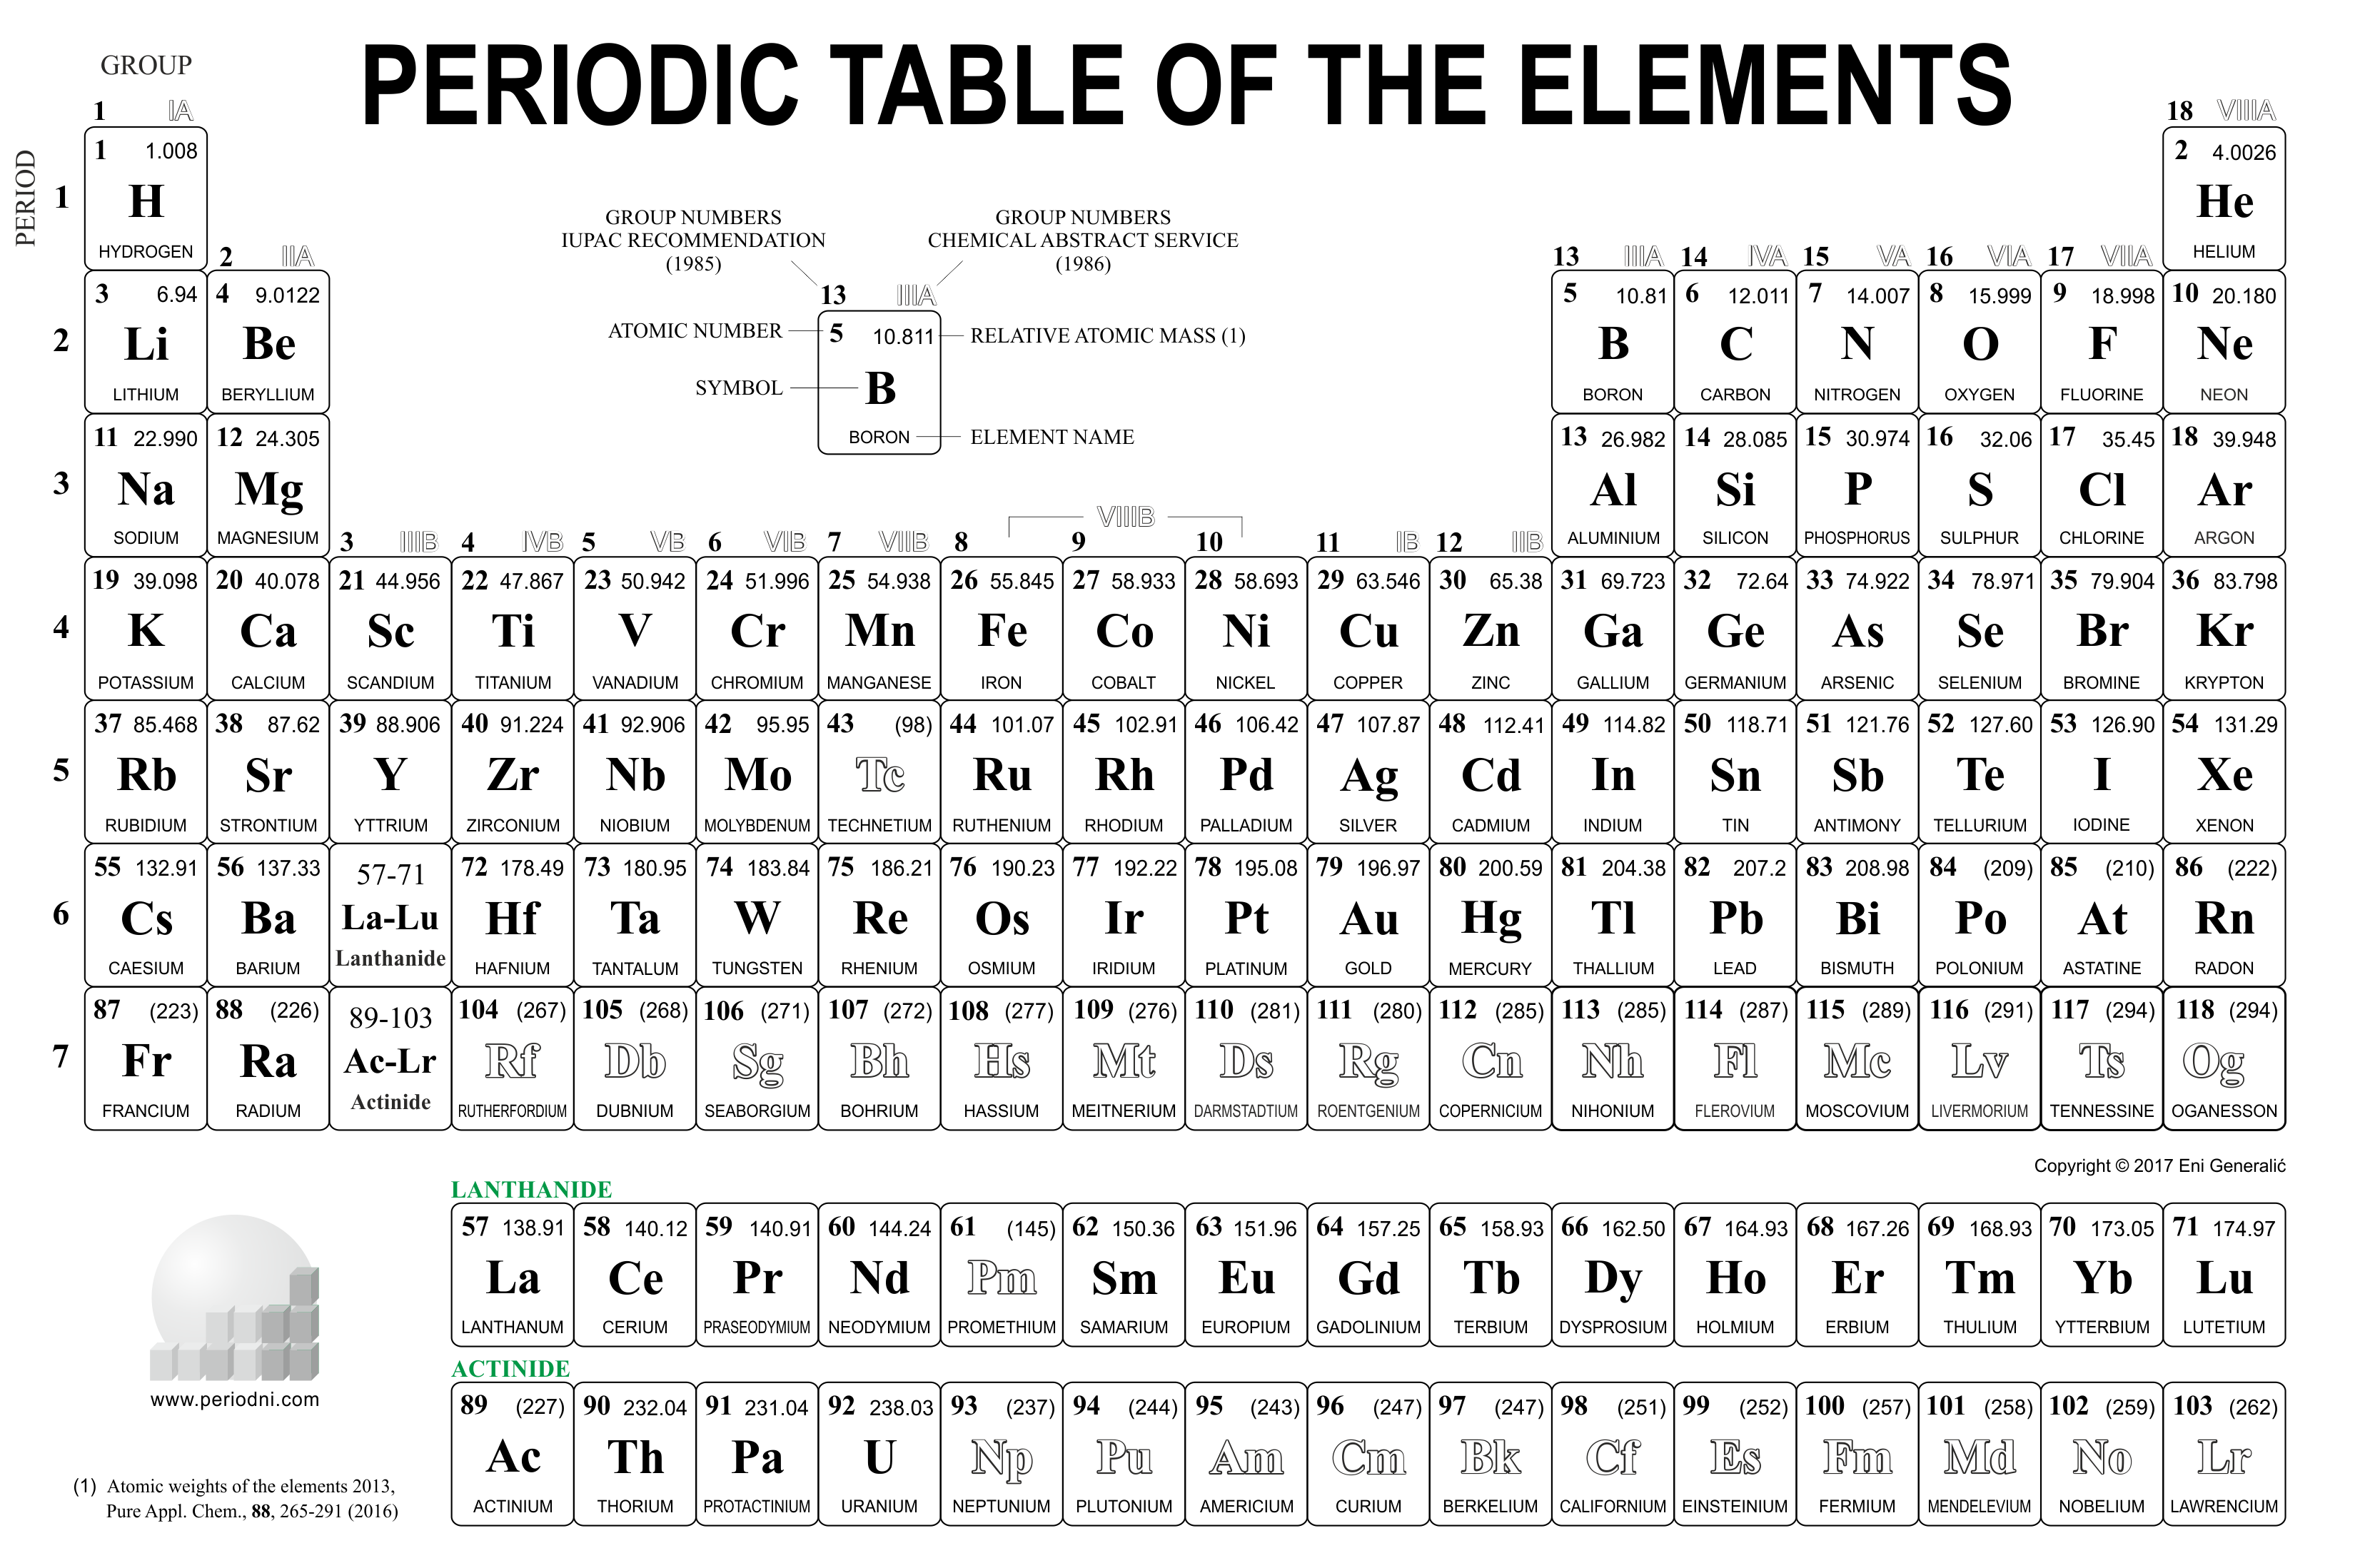 PERIODIC TABLE OF THE ELEMENTS
GROUP
PERIOD
1 IA
18 VIIIA
1
1 1.008
H
HYDROGEN
2 4.0026
He
HELIUM
GROUP NUMBERS
IUPAC RECOMMENDATION
(1985)
GROUP NUMBERS
CHEMICAL ABSTRACT SERVICE
(1986)
13 IIIA
ATOMIC NUMBER
5 10.811
RELATIVE ATOMIC MASS (1)
SYMBOL
B
BORON
ELEMENT NAME
2 IIA
13 IIIA 14 IVA 15 VA 16 VIA 17 VIIA
2
3 6.94 4 9.0122 5 10.81 6 12.011 7 14.007 8 15.999 9 18.998 10 20.180
Li Be B C N O F Ne
LITHIUM BERYLLIUM BORON CARBON NITROGEN OXYGEN FLUORINE NEON
3
11 22.990 12 24.305 13 26.982 14 28.085 15 30.974 16 32.06 17 35.45 18 39.948
Na Mg Al Si P S Cl Ar
SODIUM MAGNESIUM ALUMINIUM SILICON PHOSPHORUS SULPHUR CHLORINE ARGON
VIIIB
3 IIIB 4 IVB 5 VB 6 VIB 7 VIIB 8 9 10 11 IB 12 IIB
4
19 39.098 20 40.078 21 44.956 22 47.867 23 50.942 24 51.996 25 54.938 26 55.845 27 58.933 28 58.693 29 63.546 30 65.38 31 69.723 32 72.64 33 74.922 34 78.971 35 79.904 36 83.798
K Ca Sc Ti V Cr Mn Fe Co Ni Cu Zn Ga Ge As Se Br Kr
POTASSIUM CALCIUM SCANDIUM TITANIUM VANADIUM CHROMIUM MANGANESE IRON COBALT NICKEL COPPER ZINC GALLIUM GERMANIUM ARSENIC SELENIUM BROMINE KRYPTON
5
37 85.468 38 87.62 39 88.906 40 91.224 41 92.906 42 95.95 43 (98) 44 101.07 45 102.91 46 106.42 47 107.87 48 112.41 49 114.82 50 118.71 51 121.76 52 127.60 53 126.90 54 131.29
Rb Sr Y Zr Nb Mo Tc Ru Rh Pd Ag Cd In Sn Sb Te I Xe
RUBIDIUM STRONTIUM YTTRIUM ZIRCONIUM NIOBIUM MOLYBDENUM TECHNETIUM RUTHENIUM RHODIUM PALLADIUM SILVER CADMIUM INDIUM TIN ANTIMONY TELLURIUM IODINE XENON
6
55 132.91 56 137.33 57-71 72 178.49 73 180.95 74 183.84 75 186.21 76 190.23 77 192.22 78 195.08 79 196.97 80 200.59 81 204.38 82 207.2 83 208.98 84 (209) 85 (210) 86 (222)
Cs Ba La-Lu Hf Ta W Re Os Ir Pt Au Hg Tl Pb Bi Po At Rn
CAESIUM BARIUM Lanthanide HAFNIUM TANTALUM TUNGSTEN RHENIUM OSMIUM IRIDIUM PLATINUM GOLD MERCURY THALLIUM LEAD BISMUTH POLONIUM ASTATINE RADON
7
87 (223) 88 (226) 89-103 104 (267) 105 (268) 106 (271) 107 (272) 108 (277) 109 (276) 110 (281) 111 (280) 112 (285) 113 (285) 114 (287) 115 (289) 116 (291) 117 (294) 118 (294)
Fr Ra Ac-Lr Rf Db Sg Bh Hs Mt Ds Rg Cn Nh Fl Mc Lv Ts Og
FRANCIUM RADIUM Actinide RUTHERFORDIUM DUBNIUM SEABORGIUM BOHRIUM HASSIUM MEITNERIUM DARMSTADTIUM ROENTGENIUM COPERNICIUM NIHONIUM FLEROVIUM MOSCOVIUM LIVERMORIUM TENNESSINE OGANESSON
Copyright © 2017 Eni Generalić
LANTHANIDE
57 138.91 58 140.12 59 140.91 60 144.24 61 (145) 62 150.36 63 151.96 64 157.25 65 158.93 66 162.50 67 164.93 68 167.26 69 168.93 70 173.05 71 174.97
La Ce Pr Nd Pm Sm Eu Gd Tb Dy Ho Er Tm Yb Lu
LANTHANUM CERIUM PRASEODYMIUM NEODYMIUM PROMETHIUM SAMARIUM EUROPIUM GADOLINIUM TERBIUM DYSPROSIUM HOLMIUM ERBIUM THULIUM YTTERBIUM LUTETIUM
ACTINIDE
89 (227) 90 232.04 91 231.04 92 238.03 93 (237) 94 (244) 95 (243) 96 (247) 97 (247) 98 (251) 99 (252) 100 (257) 101 (258) 102 (259) 103 (262)
Ac Th Pa U Np Pu Am Cm Bk Cf Es Fm Md No Lr
ACTINIUM THORIUM PROTACTINIUM URANIUM NEPTUNIUM PLUTONIUM AMERICIUM CURIUM BERKELIUM CALIFORNIUM EINSTEINIUM FERMIUM MENDELEVIUM NOBELIUM LAWRENCIUM
www.periodni.com
(1) Atomic weights of the elements 2013,
Pure Appl. Chem., 88, 265-291 (2016)